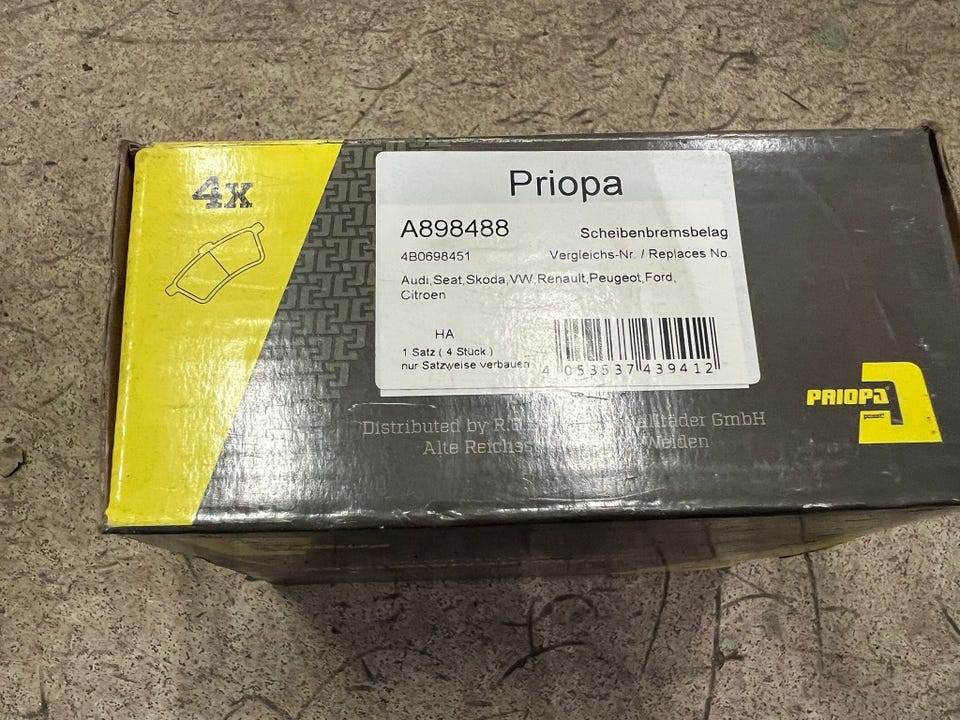 4x
Priopa
A898488 Scheibenbremsbelag
4B0698451 Vergleichs-Nr. / Replaces No.
Audi,Seat,Skoda,VW,Renault,Peugeot,Ford,
Citroen
HA
1 Satz ( 4 Stück )
nur Satzweise verbauen
4 053537 439412
Distributed by GmbH
Alte Weiden
PRIOPA
passt!